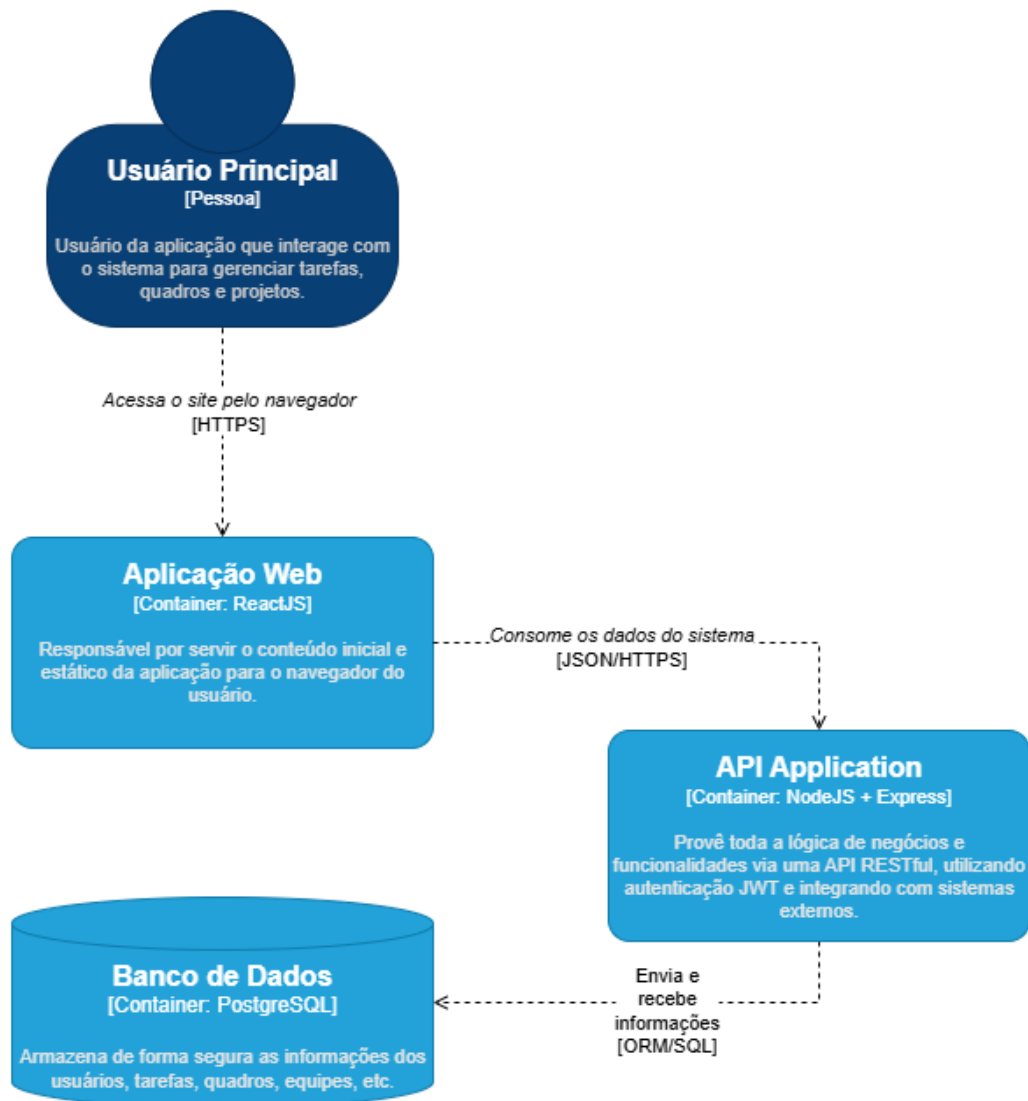 Usuário Principal
[Pessoa]
Usuário da aplicação que interage com
o sistema para gerenciar tarefas,
quadros e projetos.
Acessa o site pelo navegador
[HTTPS]
Aplicação Web
[Container: ReactJS]
Responsável por servir o conteúdo inicial e
estático da aplicação para o navegador do
usuário.
Consome os dados do sistema
[JSON/HTTPS]
API Application
[Container: NodeJS + Express]
Provê toda a lógica de negócios e
funcionalidades via uma API RESTful, utilizando
autenticação JWT e integrando com sistemas
externos.
Envia e
recebe
informações
[ORM/SQL]
Banco de Dados
[Container: PostgreSQL]
Armazena de forma segura as informações dos
usuários, tarefas, quadros, equipes, etc.